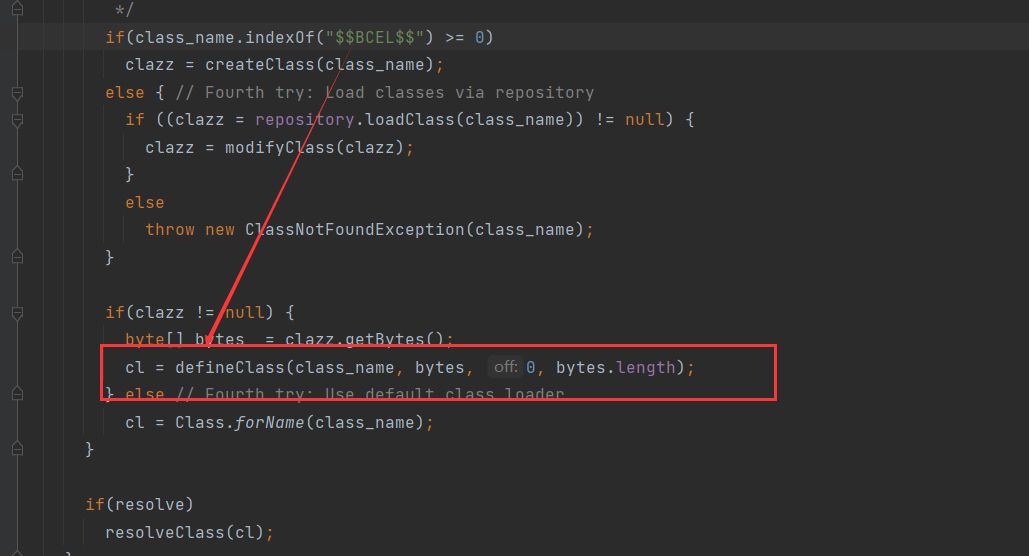 */
if(class_name.indexOf("$$BCEL$$") >= 0)
clazz = createClass(class_name);
else { // Fourth try: Load classes via repository
if ((clazz = repository.loadClass(class_name)) != null) {
clazz = modifyClass(clazz);
}
else
throw new ClassNotFoundException(class_name);
}
if(clazz != null) {
byte[] bytes  = clazz.getBytes();
cl = defineClass(class_name, bytes, off: 0, bytes.length);
} else // Fourth try: Use default class loader
cl = Class.forName(class_name);
}
if(resolve)
resolveClass(cl);
}